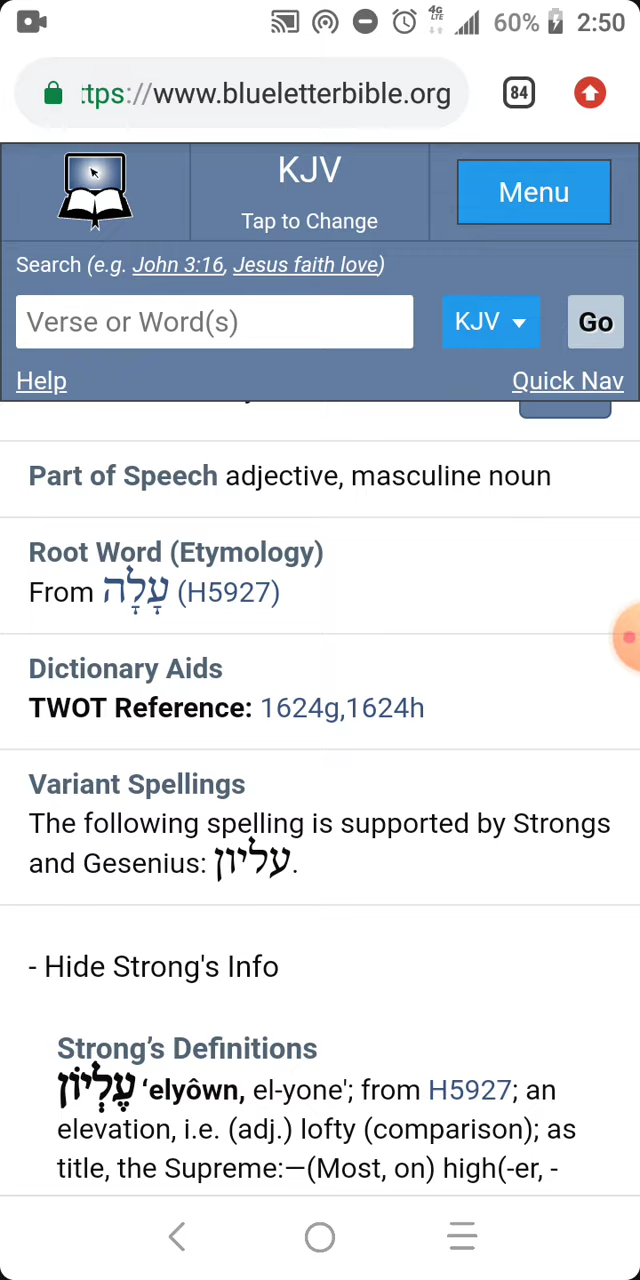 4G
LTE
60%
2:50
ttps://www.blueletterbible.org
84
KJV
Tap to Change
Menu
Search (e.g. John 3:16, Jesus faith love)
Verse or Word(s)
KJV
Go
Help
Quick Nav
Part of Speech adjective, masculine noun
Root Word (Etymology)
From עָלָה (H5927)
Dictionary Aids
TWOT Reference: 1624g,1624h
Variant Spellings
The following spelling is supported by Strongs
and Gesenius: עליון.
- Hide Strong's Info
Strong’s Definitions
עֶלְיוֹן ʻelyôwn, el-yone'; from H5927; an
elevation, i.e. (adj.) lofty (comparison); as
title, the Supreme:—(Most, on) high(-er, -